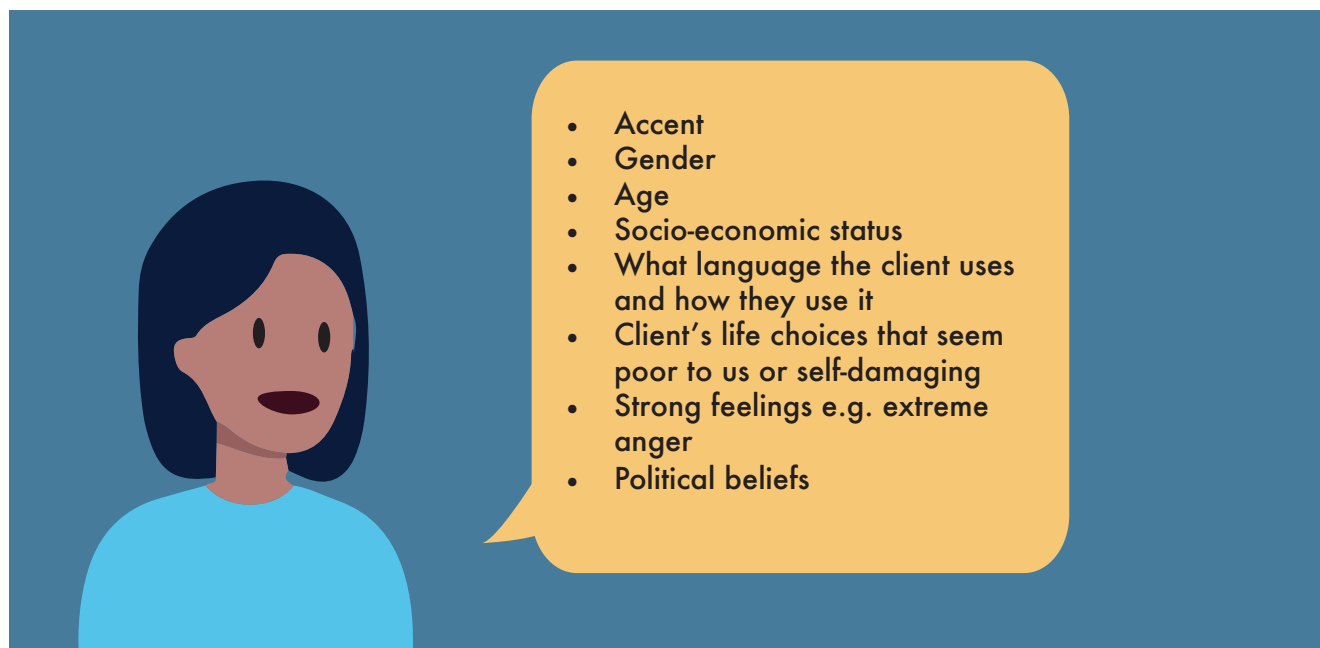 • Accent
• Gender
• Age
• Socio-economic status
• What language the client uses
and how they use it
• Client’s life choices that seem
poor to us or self-damaging
• Strong feelings e.g. extreme
anger
• Political beliefs